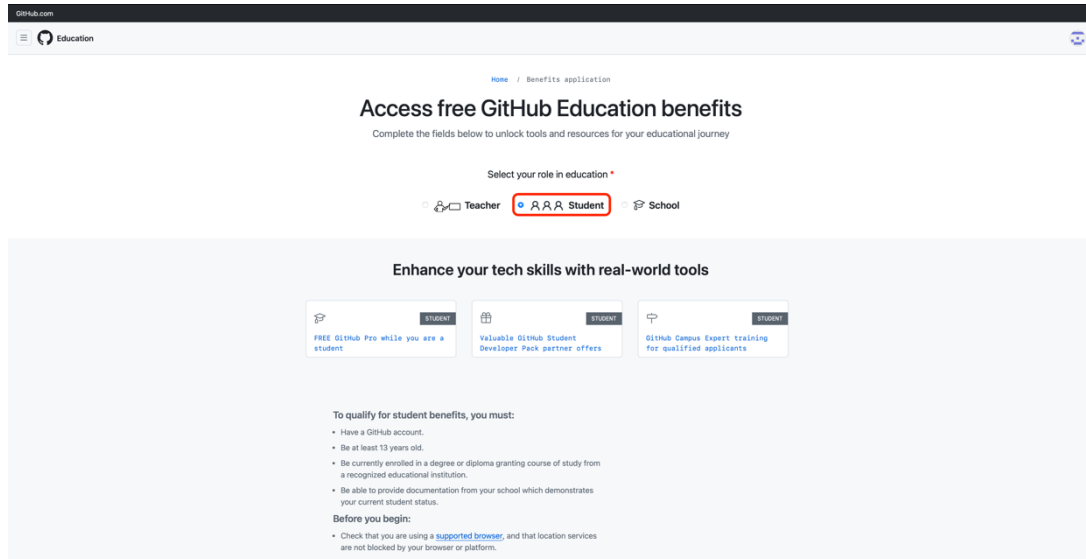 GitHub.com
Education
Home / Benefits application
Access free GitHub Education benefits
Complete the fields below to unlock tools and resources for your educational journey
Select your role in education *
Teacher Student School
Enhance your tech skills with real-world tools
STUDENT
FREE GitHub Pro while you are a
student
STUDENT
Valuable GitHub Student
Developer Pack partner offers
STUDENT
GitHub Campus Expert training
for qualified applicants
To qualify for student benefits, you must:
• Have a GitHub account.
• Be at least 13 years old.
• Be currently enrolled in a degree or diploma granting course of study from
a recognized educational institution.
• Be able to provide documentation from your school which demonstrates
your current student status.
Before you begin:
• Check that you are using a supported browser, and that location services
are not blocked by your browser or platform.